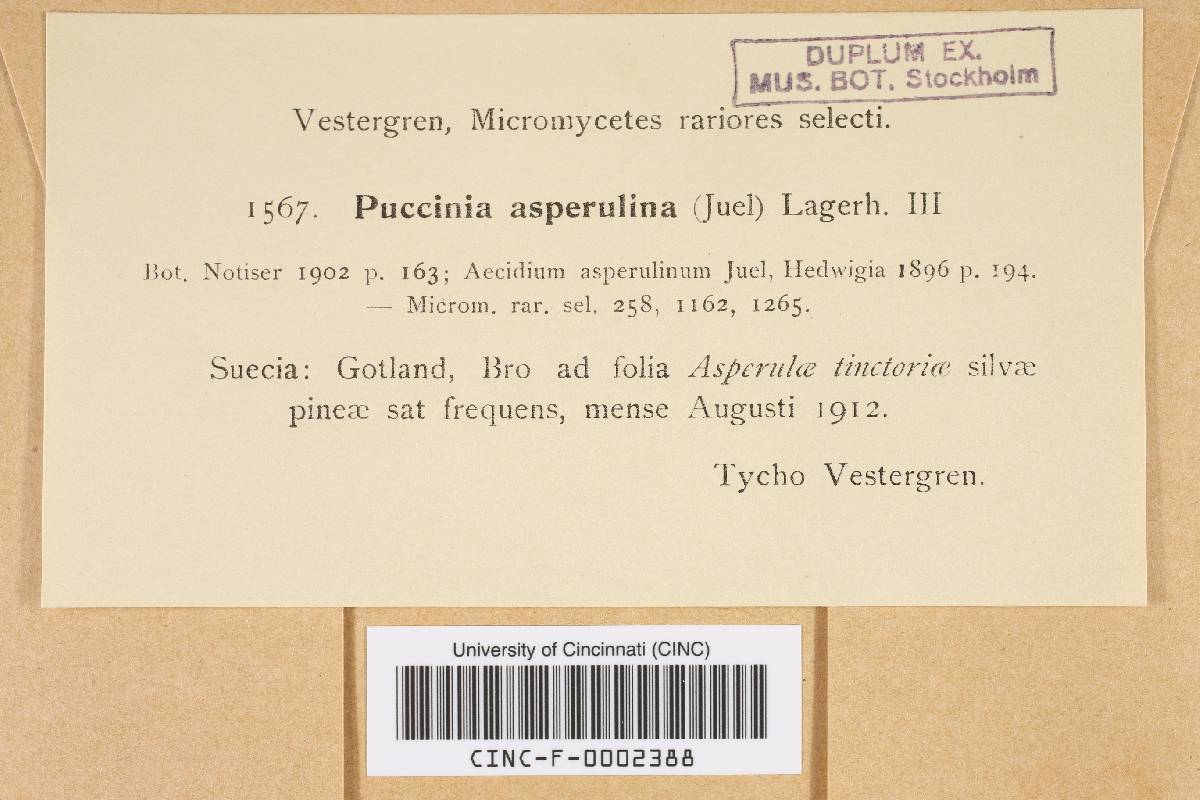 DUPLUM EX.
MUS. BOT. Stockholm
Vestergren, Micromycetes rariores selecti.
1567. Puccinia asperulina (Juel) Lagerh. III
Bot. Notiser 1902 p. 163; Aecidium asperulinum Juel, Hedwigia 1896 p. 194.
— Microm. rar. sel. 258, 1162, 1265.
Suecia: Gotland, Bro ad folia Asperulæ tinctoriæ silvæ
pineæ sat frequens, mense Augusti 1912.
Tycho Vestergren.
University of Cincinnati (CINC)
CINC-F-0002388